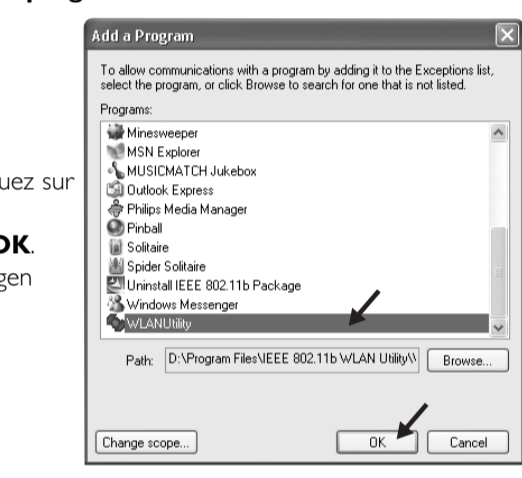 Add a Program
To allow communications with a program by adding it to the Exceptions list,
select the program, or click Browse to search for one that is not listed.
Programs:
Minesweeper
MSN Explorer
MUSICMATCH Jukebox
Outlook Express
Philips Media Manager
Pinball
Solitaire
Spider Solitaire
Uninstall IEEE 802.11b Package
Windows Messenger
WLANUtility
Path: D:\Program Files\IEEE 802.11b WLAN Utility\ Browse...
Change scope... OK Cancel
uez sur
OK.
gen